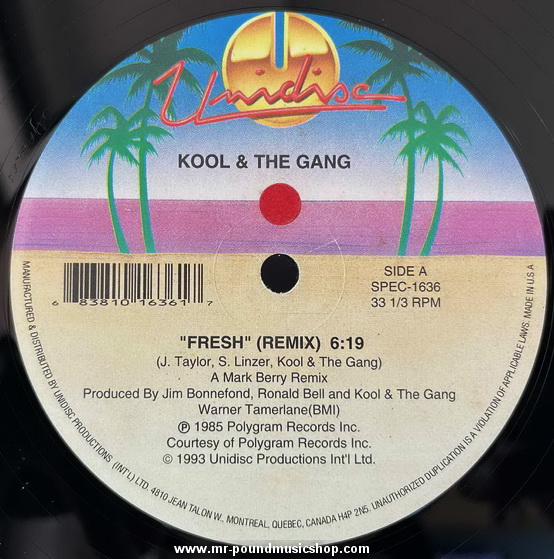 Unidisc
KOOL & THE GANG
SIDE A
SPEC-1636
33 1/3 RPM
6 83810 16361 7
"FRESH" (REMIX) 6:19
(J. Taylor, S. Linzer, Kool & The Gang)
A Mark Berry Remix
Produced By Jim Bonnefond, Ronald Bell and Kool & The Gang
Warner Tamerlane(BMI)
Ⓟ 1985 Polygram Records Inc.
Courtesy of Polygram Records Inc.
© 1993 Unidisc Productions Int'l Ltd.
MANUFACTURED & DISTRIBUTED BY UNIDISC PRODUCTIONS (INT'L) LTD. 4810 JEAN TALON W., MONTREAL, QUEBEC, CANADA H4P 2N5. UNAUTHORIZED DUPLICATION IS A VIOLATION OF APPLICABLE LAWS. MADE IN U.S.A
www.mr-poundmusicshop.com